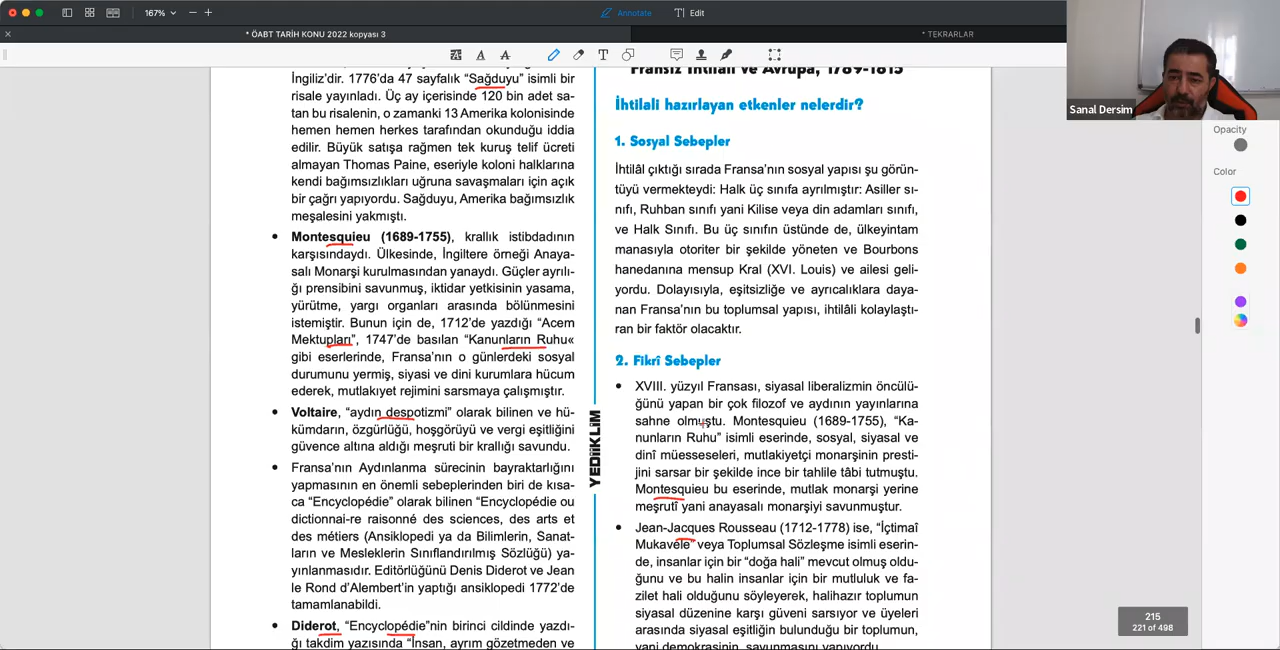 167%
Annotate
Edit
* ÖABT TARİH KONU 2022 kopyası 3
* TEKRARLAR
Sanal Dersim
Opacity
Color
İngiliz'dir. 1776'da 47 sayfalık “Sağduyu” isimli bir
risale yayınladı. Üç ay içerisinde 120 bin adet sa-
tan bu risalenin, o zamanki 13 Amerika kolonisinde
hemen hemen herkes tarafından okunduğu iddia
edilir. Büyük satışa rağmen tek kuruş telif ücreti
almayan Thomas Paine, eseriyle koloni halklarına
kendi bağımsızlıkları uğruna savaşmaları için açık
bir çağrı yapıyordu. Sağduyu, Amerika bağımsızlık
meşalesini yakmıştı.
• Montesquieu (1689-1755), krallık istibdadının
karşısındaydı. Ülkesinde, İngiltere örneği Anaya-
salı Monarşi kurulmasından yanaydı. Güçler ayrılı-
ğı prensibini savunmuş, iktidar yetkisinin yasama,
yürütme, yargı organları arasında bölünmesini
istemiştir. Bunun için de, 1712'de yazdığı “Acem
Mektupları”, 1747'de basılan “Kanunların Ruhu«
gibi eserlerinde, Fransa'nın o günlerdeki sosyal
durumunu yermiş, siyasi ve dini kurumlara hücum
ederek, mutlakıyet rejimini sarsmaya çalışmıştır.
• Voltaire, “aydın despotizmi” olarak bilinen ve hü-
kümdarın, özgürlüğü, hoşgörüyü ve vergi eşitliğini
güvence altına aldığı meşruti bir krallığı savundu.
• Fransa'nın Aydınlanma sürecinin bayraktarlığını
yapmasının en önemli sebeplerinden biri de kısa-
ca “Encyclopédie” olarak bilinen “Encyclopédie ou
dictionnai-re raisonné des sciences, des arts et
des métiers (Ansiklopedi ya da Bilimlerin, Sanat-
ların ve Mesleklerin Sınıflandırılmış Sözlüğü) ya-
yınlanmasıdır. Editörlüğünü Denis Diderot ve Jean
le Rond d'Alembert'in yaptığı ansiklopedi 1772'de
tamamlanabildi.
• Diderot, “Encyclopédie”nin birinci cildinde yazdı-
ğı takdim yazısında “İnsan, ayrım gözetmeden ve
YEDİİKLİM
Fransız İhtilali ve Avrupa, 1789-1815
İhtilali hazırlayan etkenler nelerdir?
1. Sosyal Sebepler
İhtilâl çıktığı sırada Fransa'nın sosyal yapısı şu görün-
tüyü vermekteydi: Halk üç sınıfa ayrılmıştır: Asiller sı-
nıfı, Ruhban sınıfı yani Kilise veya din adamları sınıfı,
ve Halk Sınıfı. Bu üç sınıfın üstünde de, ülkeyintam
manasıyla otoriter bir şekilde yöneten ve Bourbons
hanedanına mensup Kral (XVI. Louis) ve ailesi geli-
yordu. Dolayısıyla, eşitsizliğe ve ayrıcalıklara daya-
nan Fransa'nın bu toplumsal yapısı, ihtilâli kolaylaştı-
ran bir faktör olacaktır.
2. Fikrî Sebepler
• XVIII. yüzyıl Fransası, siyasal liberalizmin öncülü-
ğünü yapan bir çok filozof ve aydının yayınlarına
sahne olmuştu. Montesquieu (1689-1755), “Ka-
nunların Ruhu” isimli eserinde, sosyal, siyasal ve
dinî müesseseleri, mutlakiyetçi monarşinin presti-
jini sarsar bir şekilde ince bir tahlile tâbi tutmuştu.
Montesquieu bu eserinde, mutlak monarşi yerine
meşrutî yani anayasalı monarşiyi savunmuştur.
• Jean-Jacques Rousseau (1712-1778) ise, “İçtimaî
Mukavele” veya Toplumsal Sözleşme isimli eserin-
de, insanlar için bir “doğa hali” mevcut olmuş oldu-
ğunu ve bu halin insanlar için bir mutluluk ve fa-
zilet hali olduğunu söyleyerek, halihazır toplumun
siyasal düzenine karşı güveni sarsıyor ve üyeleri
arasında siyasal eşitliğin bulunduğu bir toplumun,
yani demokrasinin, savunmasını yapıyordu.
215
221 of 498